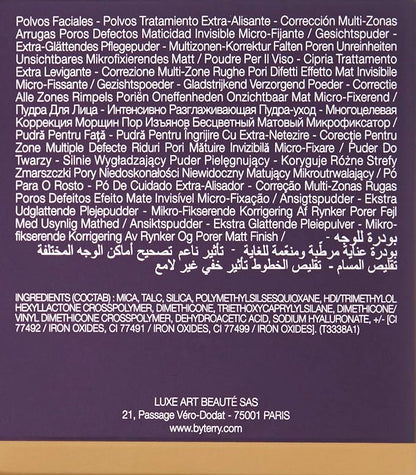 Polvos Faciales - Polvos Tratamiento Extra-Alisante - Corrección Multi-Zonas
Arrugas Poros Defectos Maticidad Invisible Micro-Fijante / Gesichtspuder -
Extra-Glättendes Pflegepuder - Multizonen-Korrektur Falten Poren Unreinheiten
Unsichtbares Mikrofixierendes Matt / Poudre Per Il Viso - Cipria Trattamento
Extra Levigante - Correzione Multi-Zone Rughe Pori Difetti Effetto Mat Invisibile
Micro-Fissante / Gezichtspoeder - Gladstrijkend Verzorgend Poeder - Correctie
Alle Zones Rimpels Poriën Oneffenheden Onzichtbaar Mat Micro-Fixerend /
Пудра Для Лица - Интенсивно Разглаживающая Пудра-уход - Многоцелевая
Коррекция Морщин Пор Изъянов Бесцветный Матовый Микрофиксатор /
Pudră Pentru Față - Pudră Pentru Îngrijire Cu Extra-Netezire - Corecție Pentru
Zone Multiple Defecte Riduri Pori Mătuire Invizibilă Micro-Fixare / Puder Do
Twarzy - Silnie Wygładzający Puder Pielęgnujący - Koryguje Różne Strefy
Zmarszczki Pory Niedoskonałości Niewidoczny Matujący Mikroutrwalający / Pó
Para O Rosto - Pó De Cuidado Extra-Alisador - Correção Multi-Zonas Rugas
Poros Defeitos Efeito Mate Invisível Micro-Fixação / Ansigtspudder - Ekstra
Udglattende Plejepudder - Mikro-Fikserende Korrigering Af Rynker Porer Fejl
Med Usynlig Mathed / Ansiktspudder - Ekstra Glattende Pleiepulver - Mikro-
fikserende Korrigering Av Rynker Og Porer Matt Finish / بودرة للوجه -
بودرة عناية مرطبة ومنعّمة للغاية - تأثير ناعم تصحيح أماكن الوجه المختلفة
تقليص المسام - تقليص الخطوط تأثير خفي غير لامع
INGREDIENTS (COCTAB) : MICA, TALC, SILICA, POLYMETHYLSILSESQUIOXANE, HDI/TRIMETHYLOL
HEXYLLACTONE CROSSPOLYMER, DIMETHICONE, TRIETHOXYCAPRYLYLSILANE, DIMETHICONE/
VINYL DIMETHICONE CROSSPOLYMER, DEHYDROACETIC ACID, SODIUM HYALURONATE, +/- [CI
77492 / IRON OXIDES, CI 77491 / IRON OXIDES, CI 77499 / IRON OXIDES]. (T3338A1)
LUXE ART BEAUTÉ SAS
21, Passage Véro-Dodat - 75001 PARIS
www.byterry.com